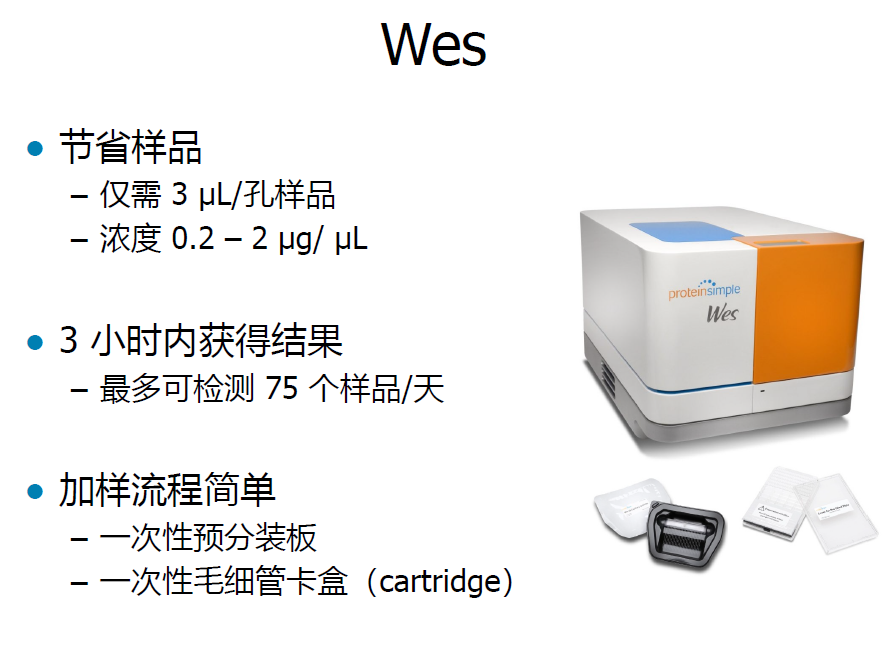 Wes
节省样品
– 仅需 3 µL/孔样品
– 浓度 0.2 – 2 µg/ µL
3 小时内获得结果
– 最多可检测 75 个样品/天
加样流程简单
– 一次性预分装板
– 一次性毛细管卡盒（cartridge）
proteinsimple
Wes